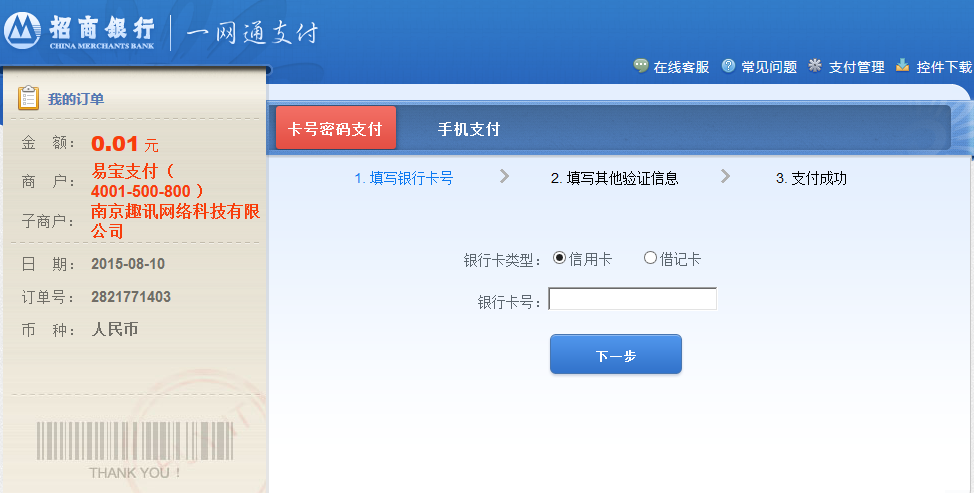 招商银行
CHINA MERCHANTS BANK
一网通支付
在线客服 常见问题 支付管理 控件下载
我的订单
金 额： 0.01 元
商 户： 易宝支付（
4001-500-800 ）
子商户： 南京趣讯网络科技有限
公司
日 期： 2015-08-10
订单号： 2821771403
币 种： 人民币
THANK YOU ！
卡号密码支付 手机支付
1. 填写银行卡号 2. 填写其他验证信息 3. 支付成功
银行卡类型： 信用卡 借记卡
银行卡号：
下一步